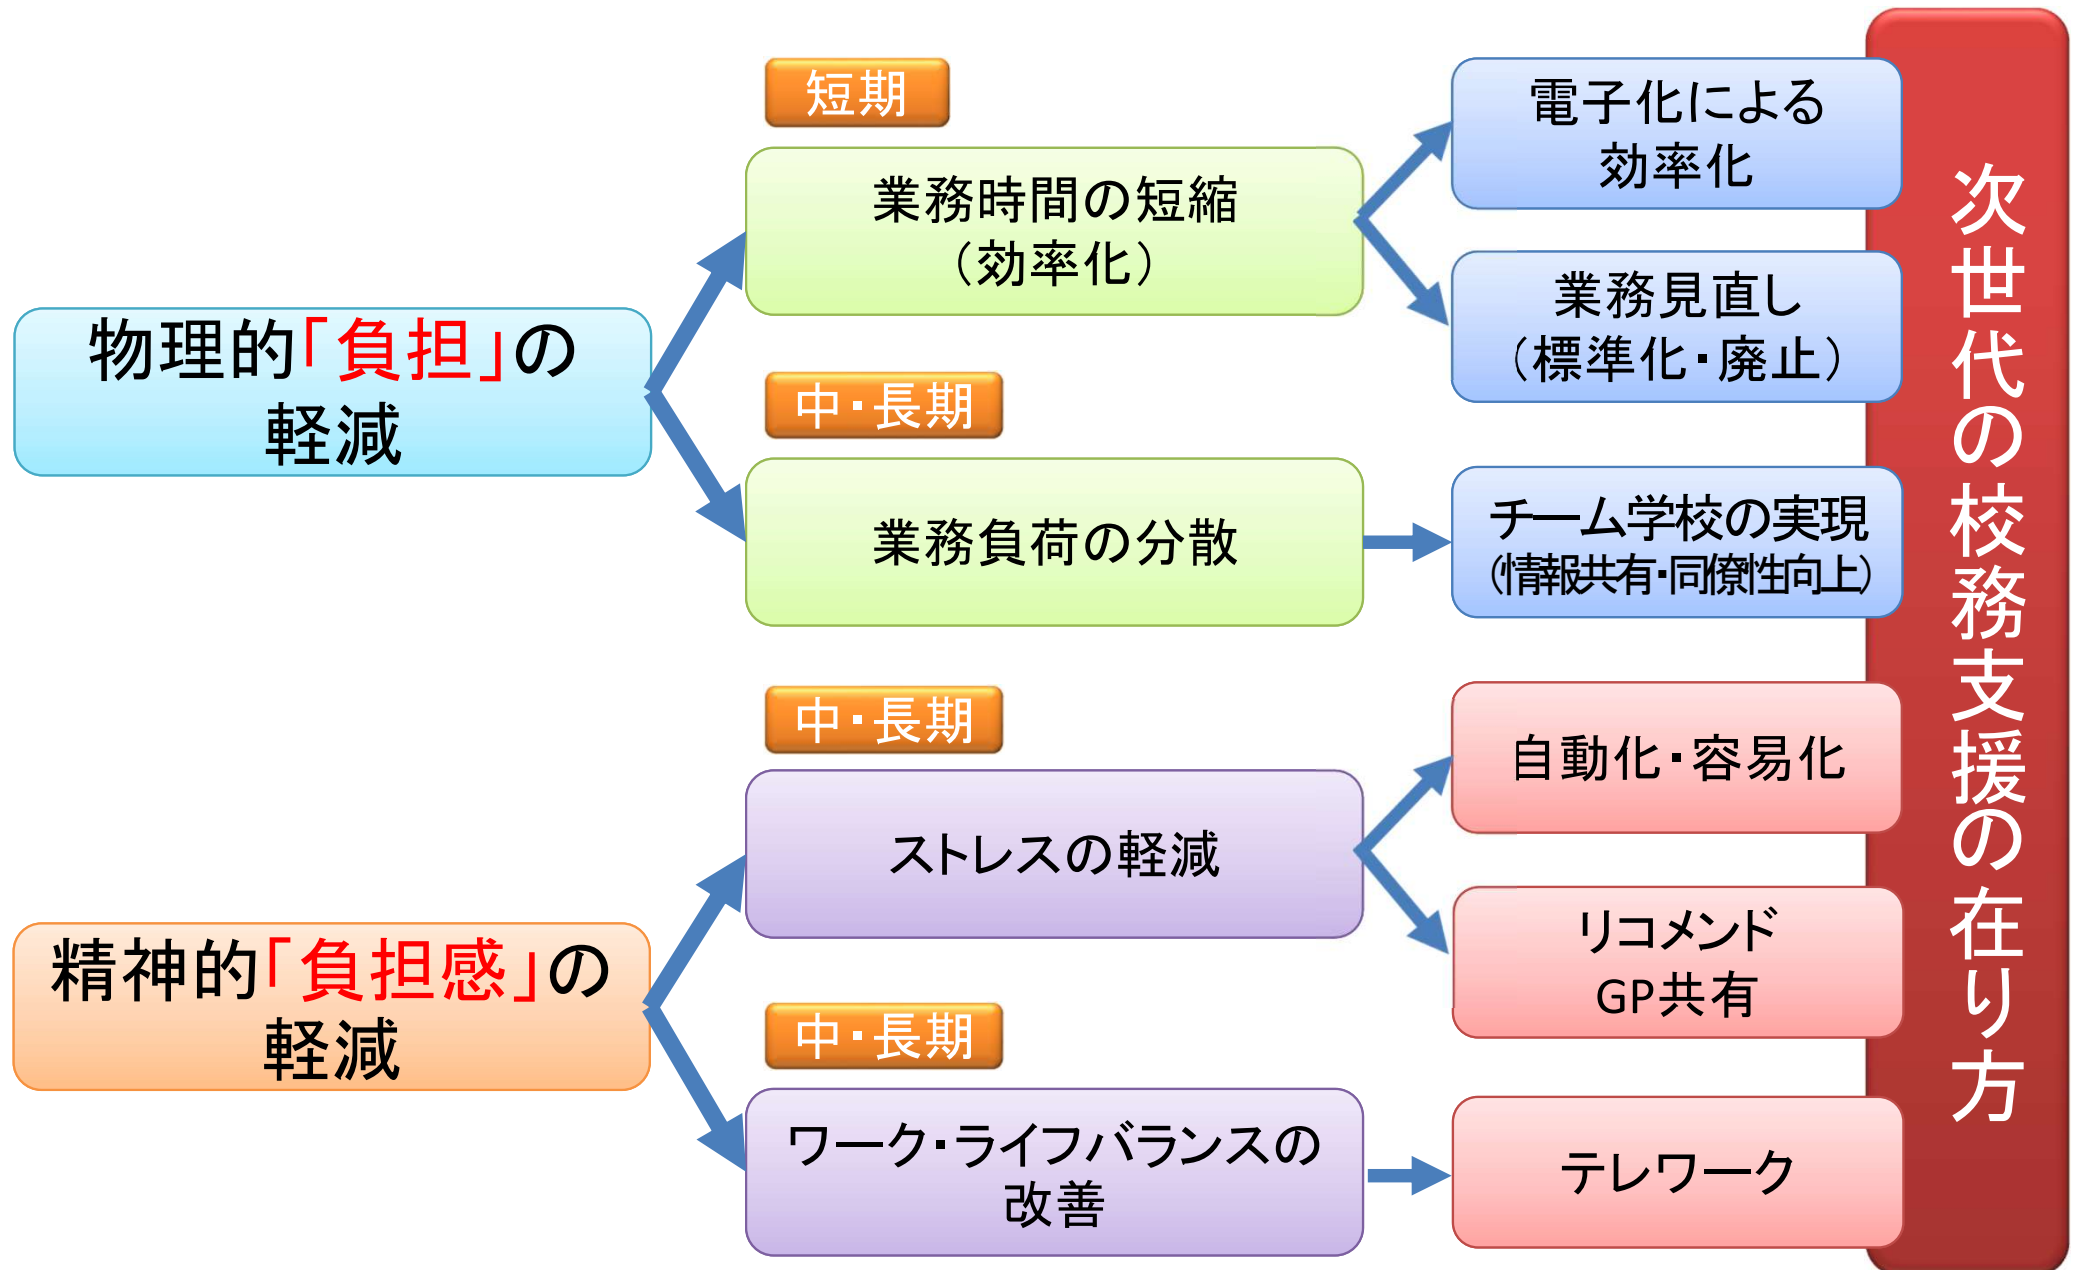 物理的「負担」の
軽減
短期
業務時間の短縮
（効率化）
中・長期
業務負荷の分散
電子化による
効率化
業務見直し
（標準化・廃止）
チーム学校の実現
（情報共有・同僚性向上）
精神的「負担感」の
軽減
中・長期
ストレスの軽減
中・長期
ワーク・ライフバランスの
改善
自動化・容易化
リコメンド
GP共有
テレワーク
次世代の校務支援の在り方